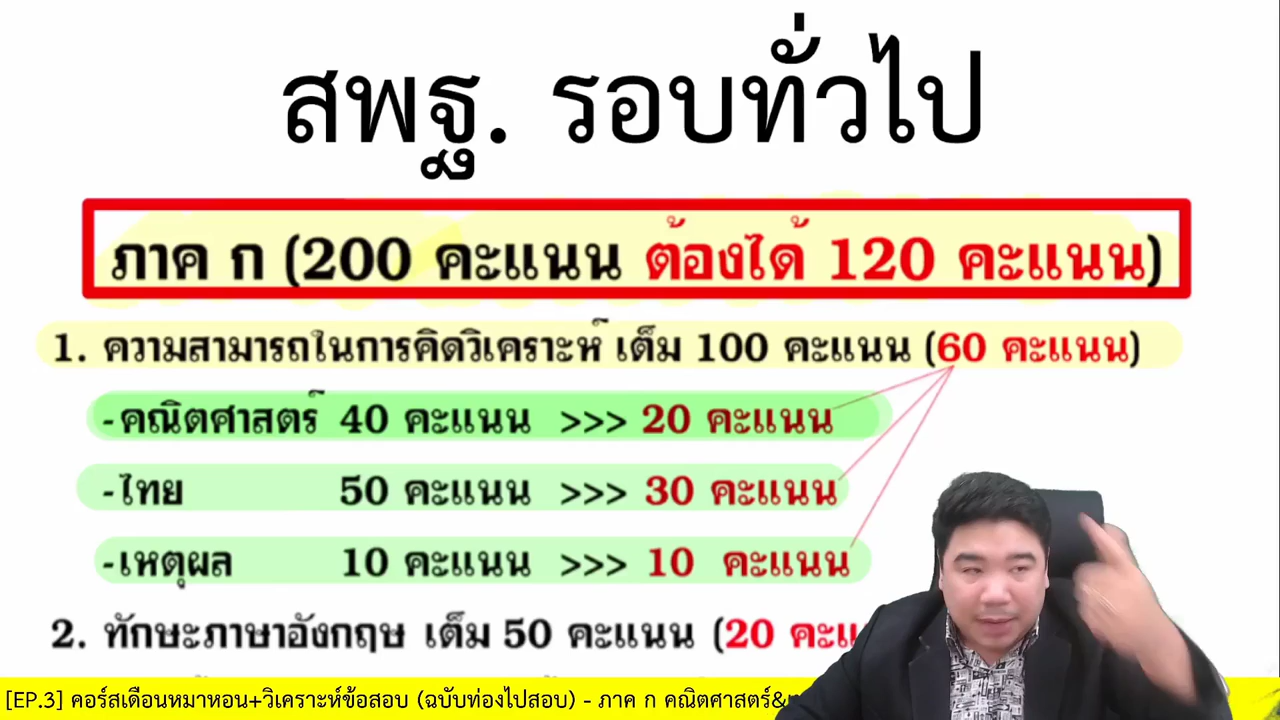 สพฐ. รอบทั่วไป
ภาค ก (200 คะแนน ต้องได้ 120 คะแนน)
1. ความสามารถในการคิดวิเคราะห์ เต็ม 100 คะแนน (60 คะแนน)
-คณิตศาสตร์ 40 คะแนน >>> 20 คะแนน
-ไทย 50 คะแนน >>> 30 คะแนน
-เหตุผล 10 คะแนน >>> 10 คะแนน
2. ทักษะภาษาอังกฤษ เต็ม 50 คะแนน (20
[EP.3] คอร์สเดือนหมาหอน+วิเคราะห์ข้อสอบ (ฉบับท่องไปสอบ) - ภาค ก คณิตศาสตร์&